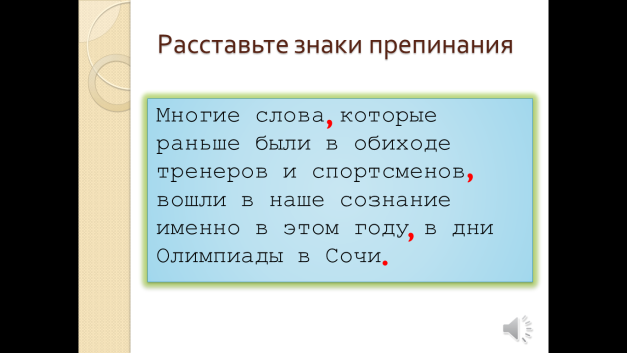 Расставьте знаки препинания
Многие слова, которые
раньше были в обиходе
тренеров и спортсменов,
вошли в наше сознание
именно в этом году, в дни
Олимпиады в Сочи.